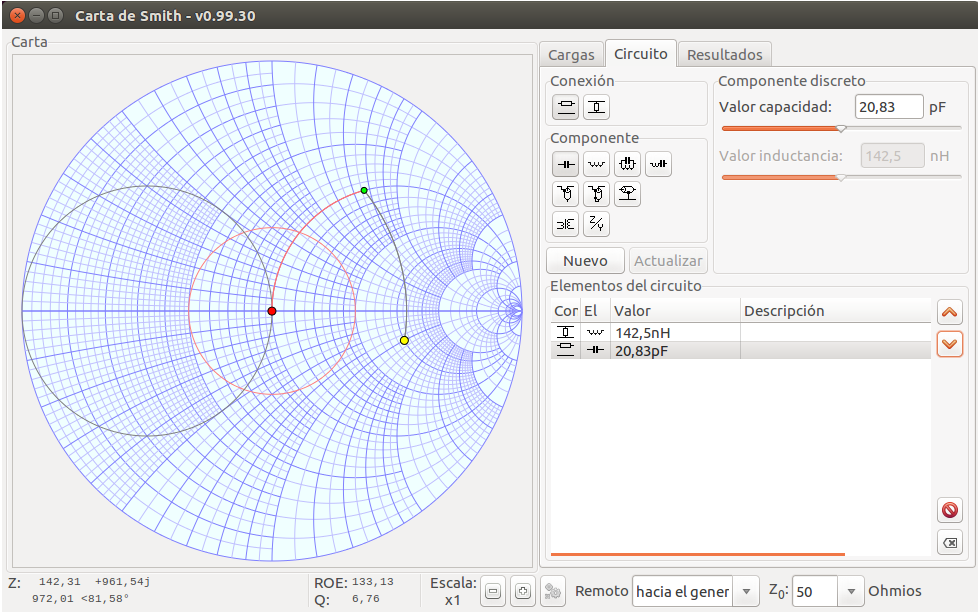 Carta de Smith - v0.99.30
Carta
Cargas
Circuito
Resultados
Conexión
Componente
Nuevo
Actualizar
Componente discreto
Valor capacidad: 20,83 pF
Valor inductancia: 142,5 nH
Elementos del circuito
Cor El Valor Descripción
142,5nH
20,83pF
Z: 142,31 +961,54j
972,01 <81,58°
ROE: 133,13
Q: 6,76
Escala:
x1
Remoto hacia el gener
Z0: 50 Ohmios